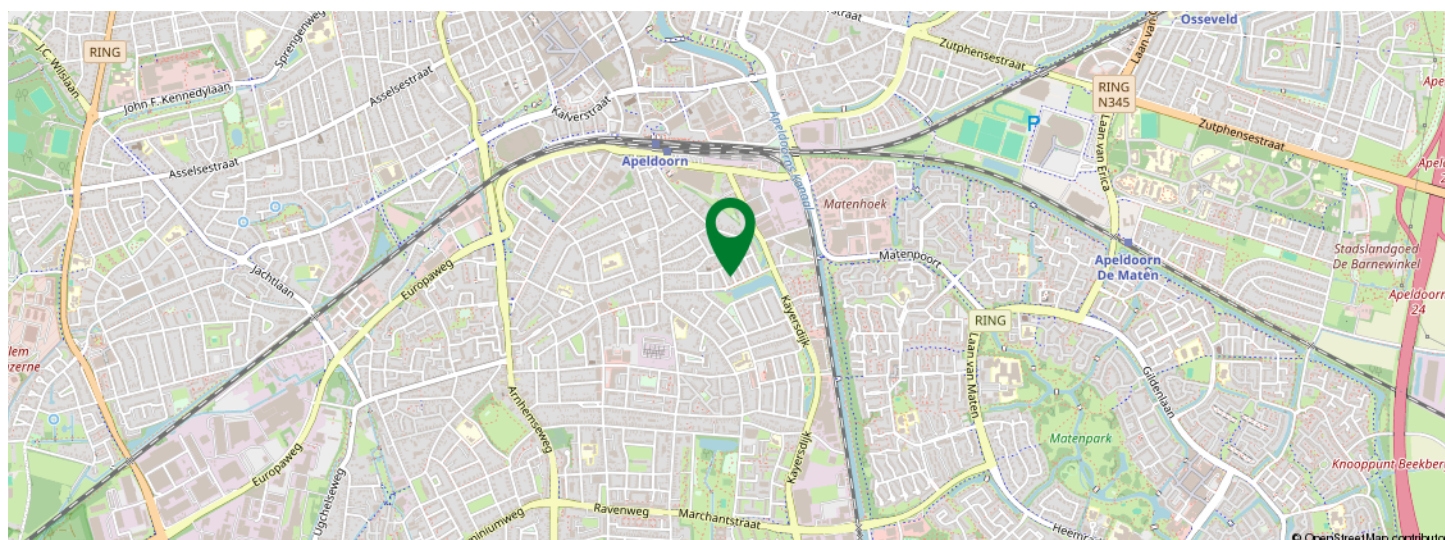 Osseveld
RING
J.C. Wilslaan
Sprengenweg
Laan van
Zutphensestraat
John F. Kennedylaan
Asselsestraat
Kalverstraat
RING
N345
P
Apeldoorns Kanaal
Laan van Erica
Zutphensestraat
Apeldoorn
Asselsestraat
Matenhoek
Stadslandgoed
De Barnewinkel
Matenpoort
Apeldoorn
De Maten
Jachtlaan
Europaweg
Apeldoorn
24
Kayersdijk
RING
Laan van Maten
Gildenlaan
Arnhemseweg
Matenpark
Kayersdijk
Europaweg
Knooppunt Beekber
Ugchelseweg
Ravenweg
Marchantstraat
© OpenStreetMap contributo